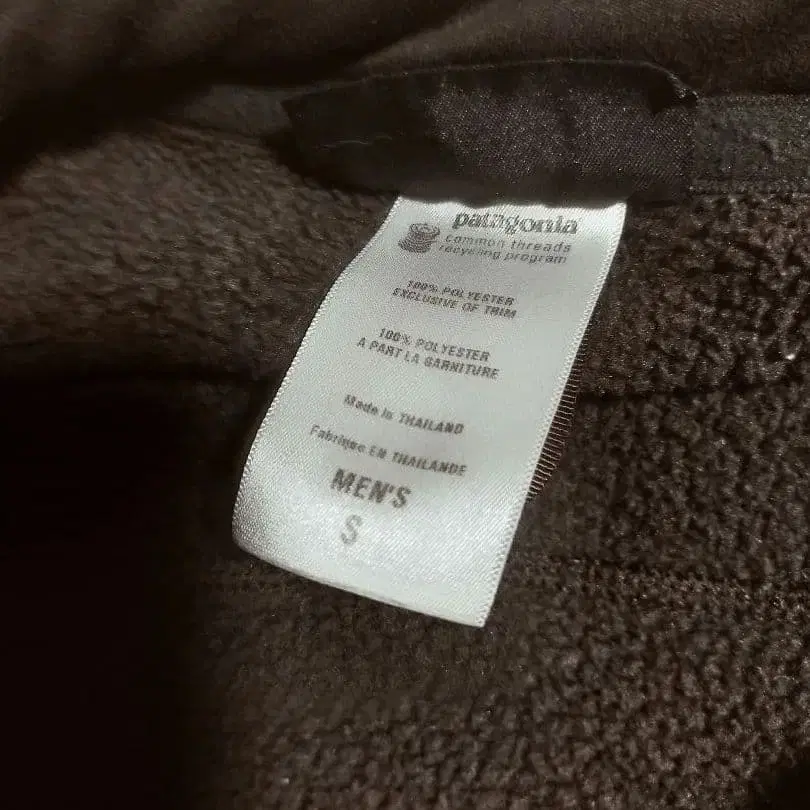 patagonia
common threads
recycling program
100% POLYESTER
EXCLUSIVE OF TRIM
100% POLYESTER
A PART LA GARNITURE
Made in THAILAND
Fabriqué EN THAILANDE
MEN'S
S